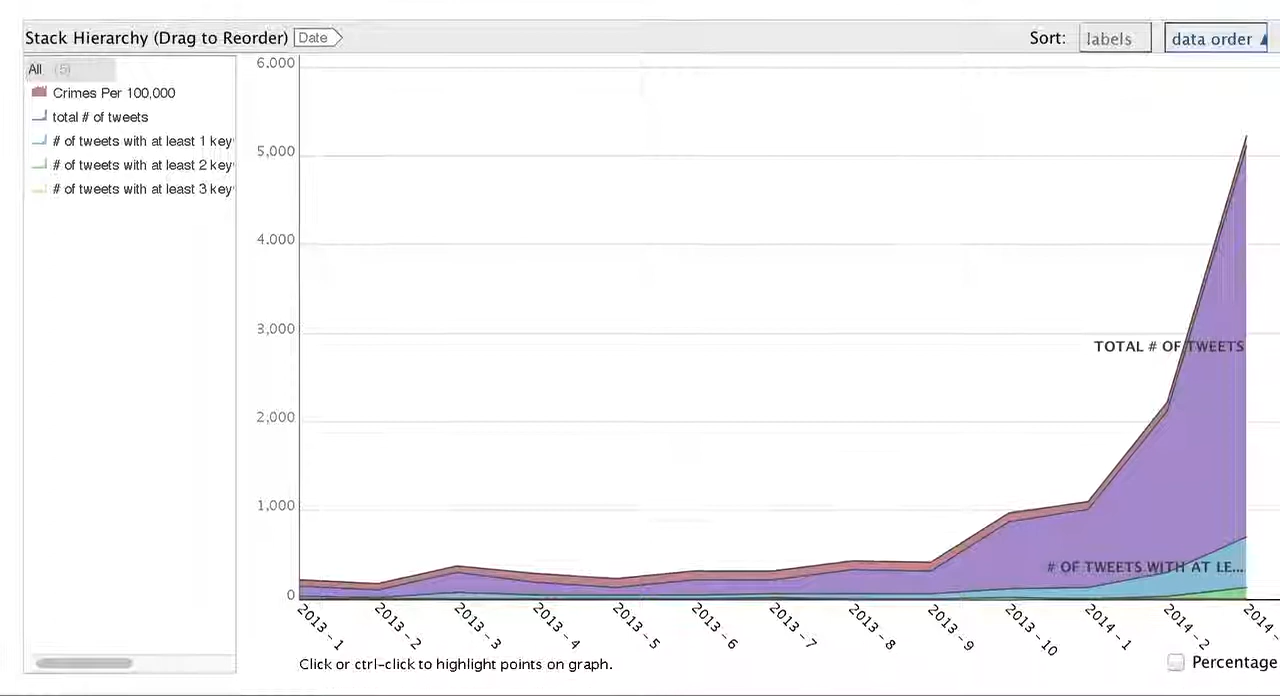 Stack Hierarchy (Drag to Reorder) Date Sort: labels data order
All (5)
Crimes Per 100,000
total # of tweets
# of tweets with at least 1 key
# of tweets with at least 2 key
# of tweets with at least 3 key
6.000
5,000
4.000
3,000
2,000
1,000
0
TOTAL # OF TWEETS
# OF TWEETS WITH AT LE...
2013 - 1
2013 - 2
2013 - 3
2013 - 4
2013 - 5
2013 - 6
2013 - 7
2013 - 8
2013 - 9
2013 - 10
2014 - 1
2014 - 2
2014 -
Click or ctrl-click to highlight points on graph.
Percentage